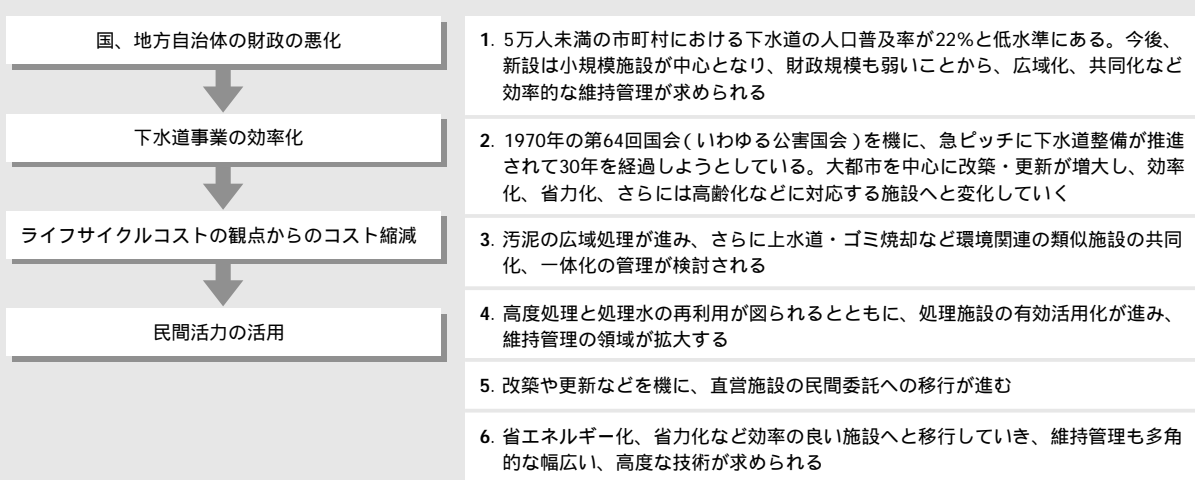 国、地方自治体の財政の悪化
下水道事業の効率化
ライフサイクルコストの観点からのコスト縮減
民間活力の活用
1. 5万人未満の市町村における下水道の人口普及率が22%と低水準にある。今後、
新設は小規模施設が中心となり、財政規模も弱いことから、広域化、共同化など
効率的な維持管理が求められる
2. 1970年の第64回国会(いわゆる公害国会)を機に、急ピッチに下水道整備が推進
されて30年を経過しようとしている。大都市を中心に改築・更新が増大し、効率
化、省力化、さらには高齢化などに対応する施設へと変化していく
3. 汚泥の広域処理が進み、さらに上水道・ゴミ焼却など環境関連の類似施設の共同
化、一体化の管理が検討される
4. 高度処理と処理水の再利用が図られるとともに、処理施設の有効活用化が進み、
維持管理の領域が拡大する
5. 改築や更新などを機に、直営施設の民間委託への移行が進む
6. 省エネルギー化、省力化など効率の良い施設へと移行していき、維持管理も多角
的な幅広い、高度な技術が求められる